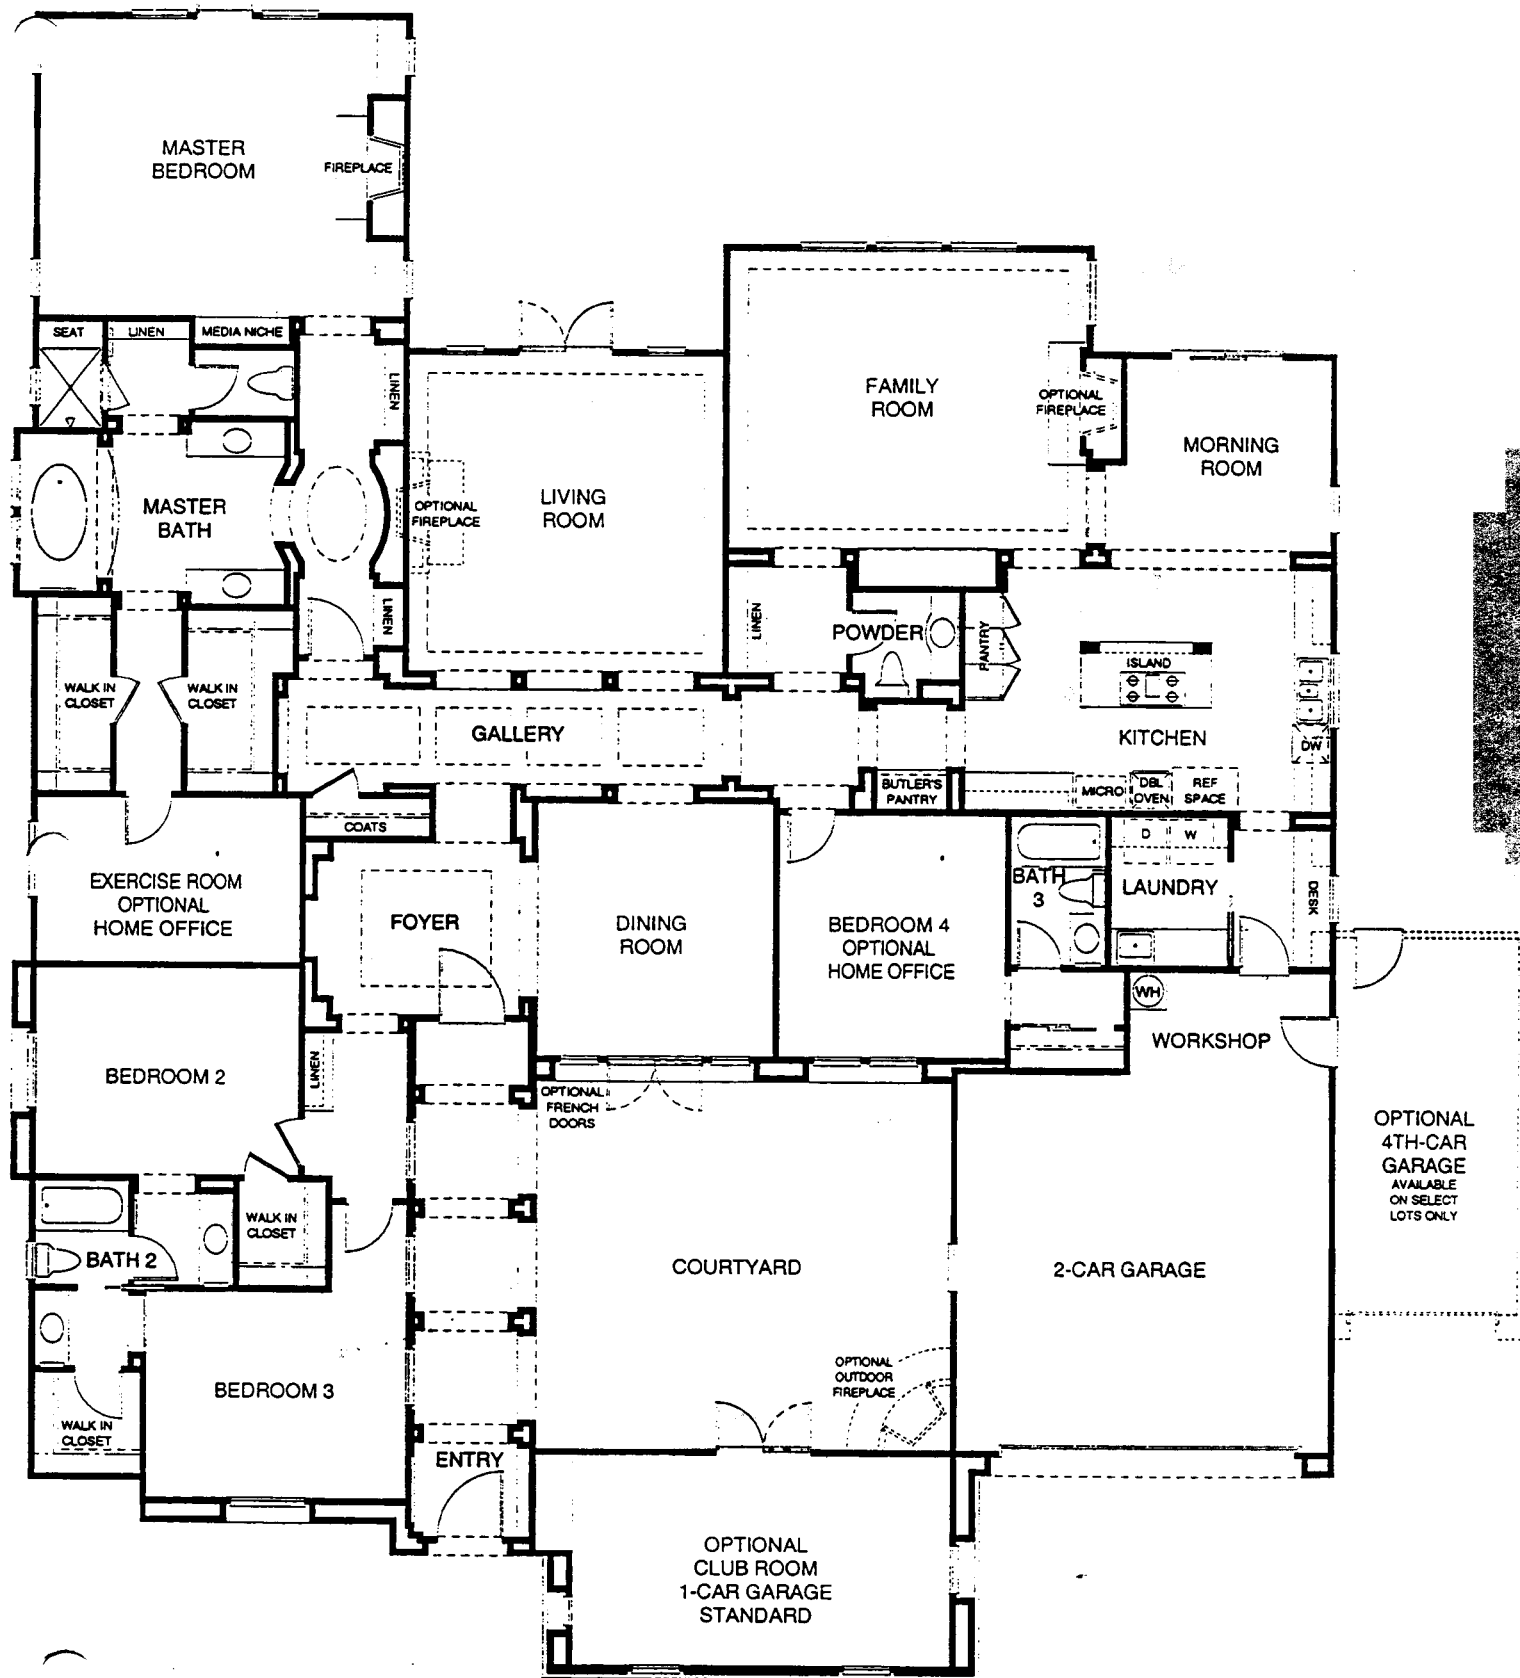 MASTER
BEDROOM
FIREPLACE
SEAT
LINEN
MEDIA NICHE
LINEN
FAMILY
ROOM
OPTIONAL
FIREPLACE
MORNING
ROOM
MASTER
BATH
OPTIONAL
FIREPLACE
LIVING
ROOM
LINEN
LINEN
POWDER
PANTRY
ISLAND
WALK IN
CLOSET
WALK IN
CLOSET
GALLERY
KITCHEN
DW
BUTLER'S
PANTRY
MICRO
DBL
OVEN
REF
SPACE
COATS
D
W
EXERCISE ROOM
OPTIONAL
HOME OFFICE
FOYER
DINING
ROOM
BEDROOM 4
OPTIONAL
HOME OFFICE
BATH
3
LAUNDRY
DESK
WH
WORKSHOP
BEDROOM 2
LINEN
OPTIONAL
FRENCH
DOORS
OPTIONAL
4TH-CAR
GARAGE
AVAILABLE
ON SELECT
LOTS ONLY
WALK IN
CLOSET
BATH 2
COURTYARD
2-CAR GARAGE
BEDROOM 3
OPTIONAL
OUTDOOR
FIREPLACE
WALK IN
CLOSET
ENTRY
OPTIONAL
CLUB ROOM
1-CAR GARAGE
STANDARD